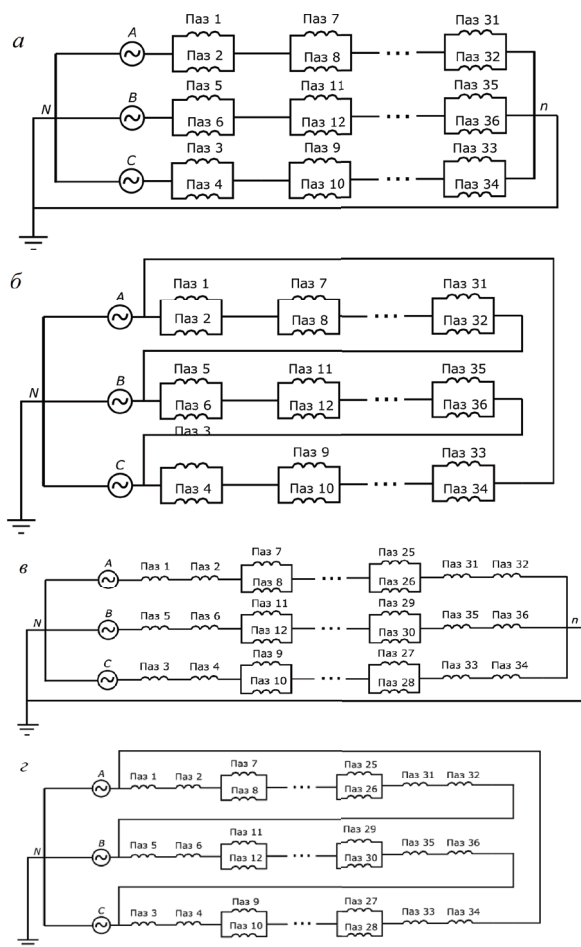 а
Паз 1 Паз 7 Паз 31
A
Паз 2 Паз 8 Паз 32
Паз 5 Паз 11 Паз 35
N B n
Паз 6 Паз 12 Паз 36
Паз 3 Паз 9 Паз 33
C
Паз 4 Паз 10 Паз 34
б
Паз 1 Паз 7 Паз 31
A
Паз 2 Паз 8 Паз 32
Паз 5 Паз 11 Паз 35
N B
Паз 6 Паз 12 Паз 36
Паз 3
Паз 9 Паз 33
C
Паз 4 Паз 10 Паз 34
в
Паз 7 Паз 25
A Паз 1 Паз 2 Паз 31 Паз 32
Паз 8 Паз 26
Паз 11 Паз 29
N B Паз 5 Паз 6 Паз 35 Паз 36 n
Паз 12 Паз 30
Паз 9 Паз 27
C Паз 3 Паз 4 Паз 33 Паз 34
Паз 10 Паз 28
г
Паз 7 Паз 25
A Паз 1 Паз 2 Паз 31 Паз 32
Паз 8 Паз 26
Паз 11 Паз 29
N B Паз 5 Паз 6 Паз 35 Паз 36
Паз 12 Паз 30
Паз 9 Паз 27
C Паз 3 Паз 4 Паз 33 Паз 34
Паз 10 Паз 28